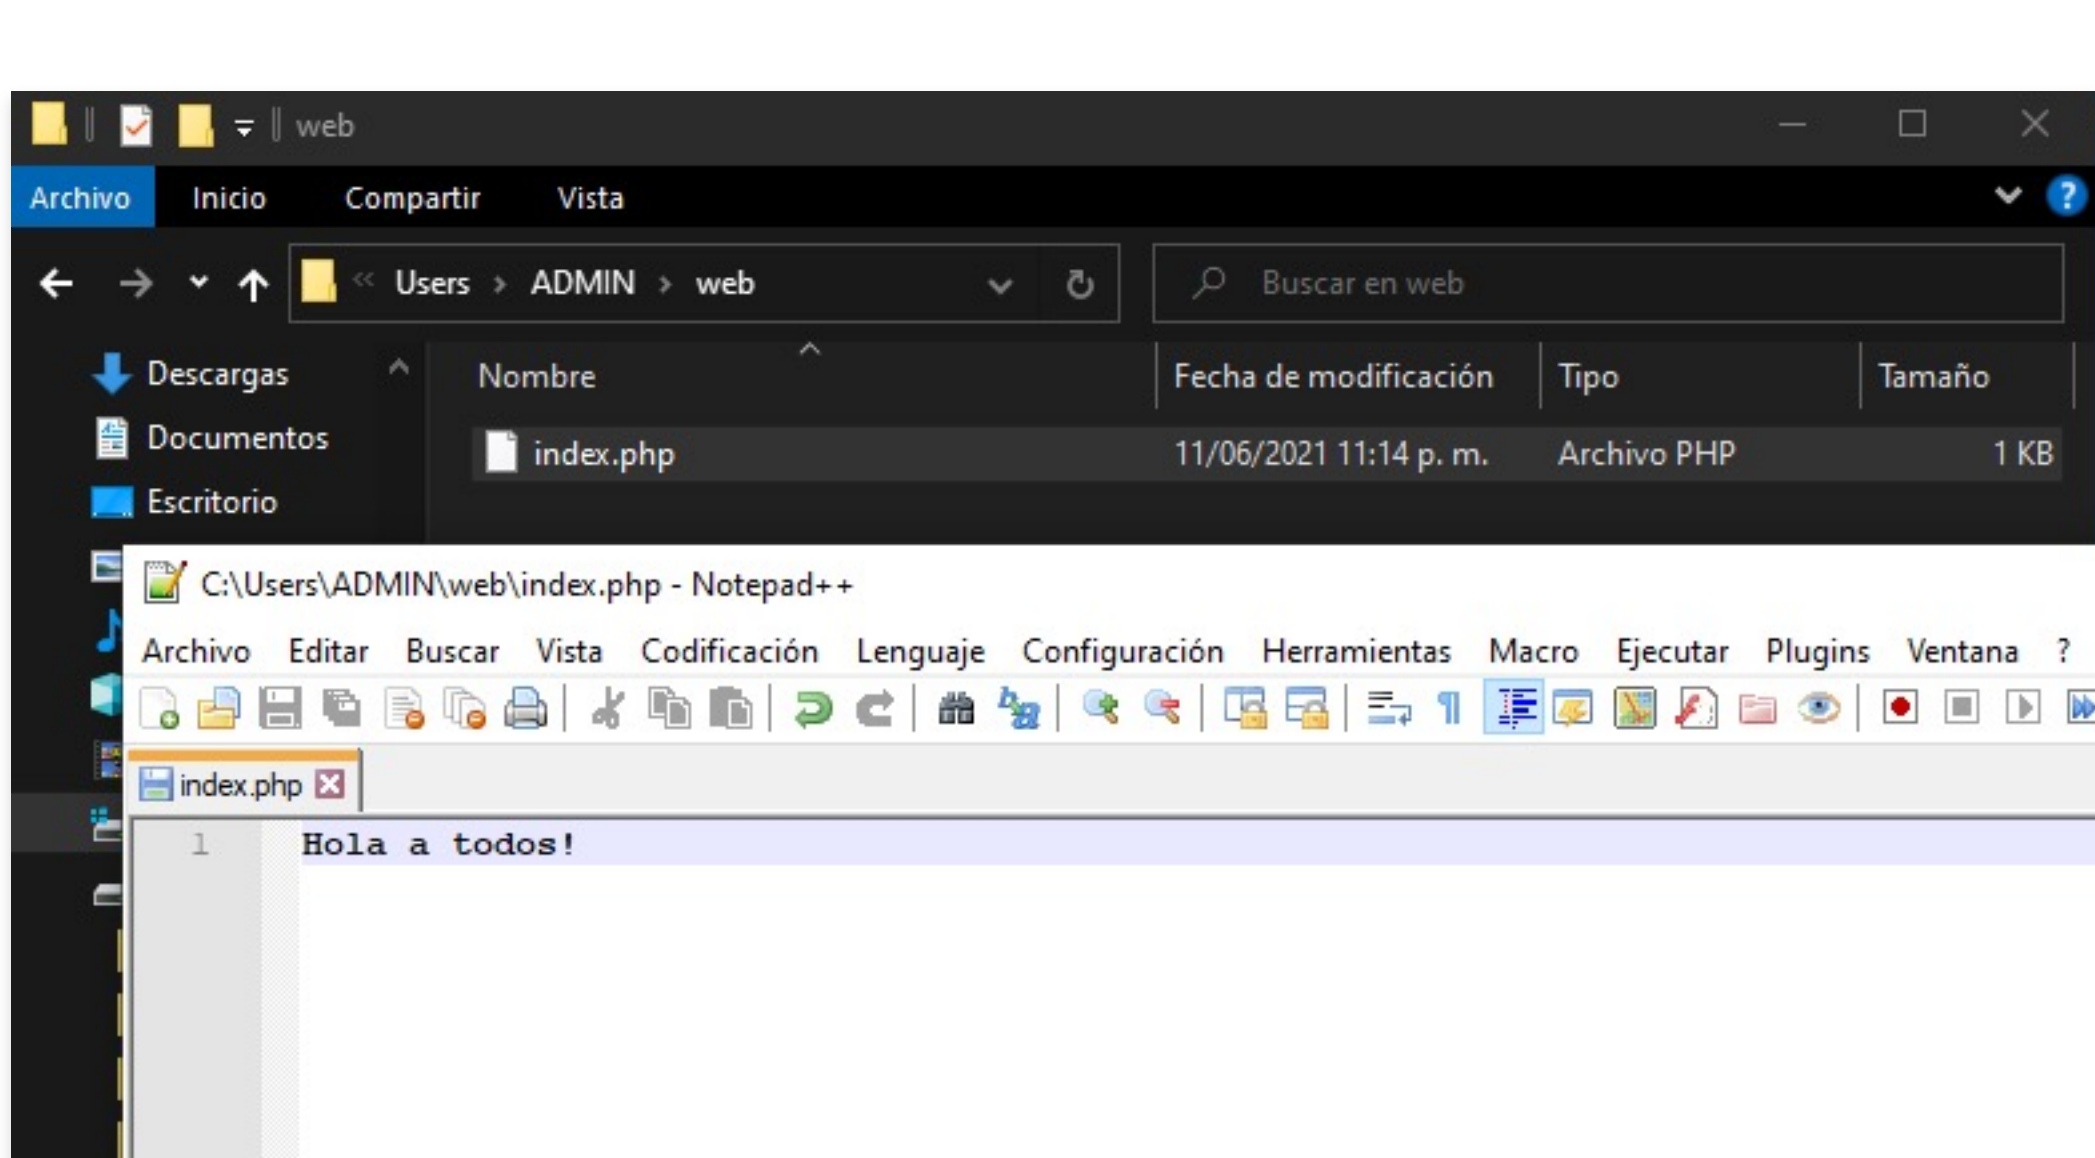 web
Archivo Inicio Compartir Vista ?
« Users > ADMIN > web Buscar en web
Descargas Nombre Fecha de modificación Tipo Tamaño
Documentos index.php 11/06/2021 11:14 p. m. Archivo PHP 1 KB
Escritorio
C:\Users\ADMIN\web\index.php - Notepad++
Archivo Editar Buscar Vista Codificación Lenguaje Configuración Herramientas Macro Ejecutar Plugins Ventana ?
index.php
1 Hola a todos!